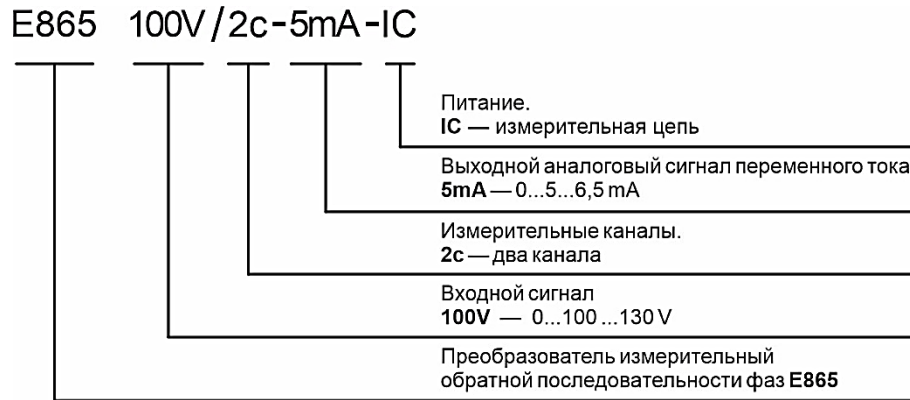 E865 100V/2c-5mA-IC
Питание.
IC — измерительная цепь
Выходной аналоговый сигнал переменного тока
5mA — 0...5...6,5 mA
Измерительные каналы.
2c — два канала
Входной сигнал
100V — 0...100 ...130 V
Преобразователь измерительный
обратной последовательности фаз E865